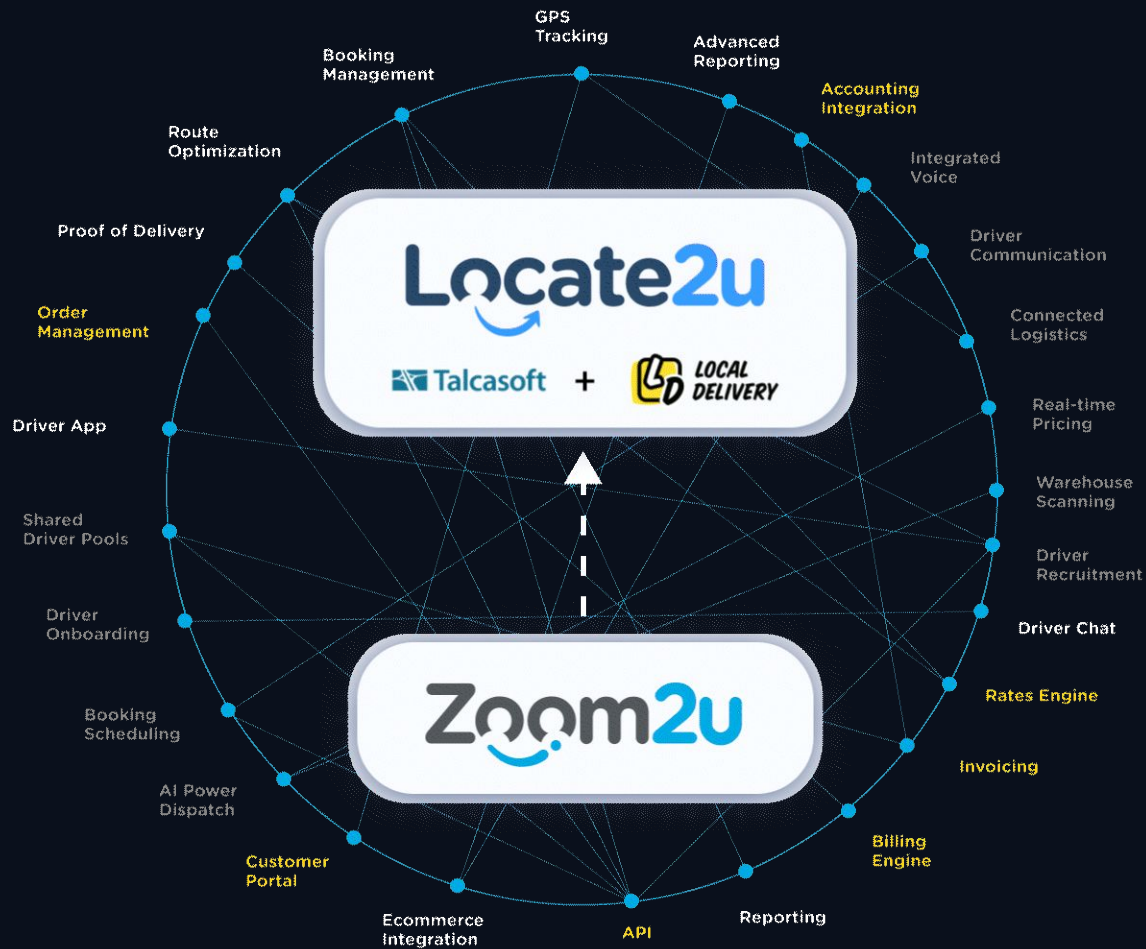 GPS
Tracking
Advanced
Reporting
Accounting
Integration
Integrated
Voice
Driver
Communication
Connected
Logistics
Real-time
Pricing
Warehouse
Scanning
Driver
Recruitment
Driver Chat
Rates Engine
Invoicing
Billing
Engine
Reporting
API
Ecommerce
Integration
Customer
Portal
AI Power
Dispatch
Booking
Scheduling
Driver
Onboarding
Shared
Driver Pools
Driver App
Order
Management
Proof of Delivery
Route
Optimization
Booking
Management
Locate2u
Talcasoft + LD LOCAL
DELIVERY
Zoom2u